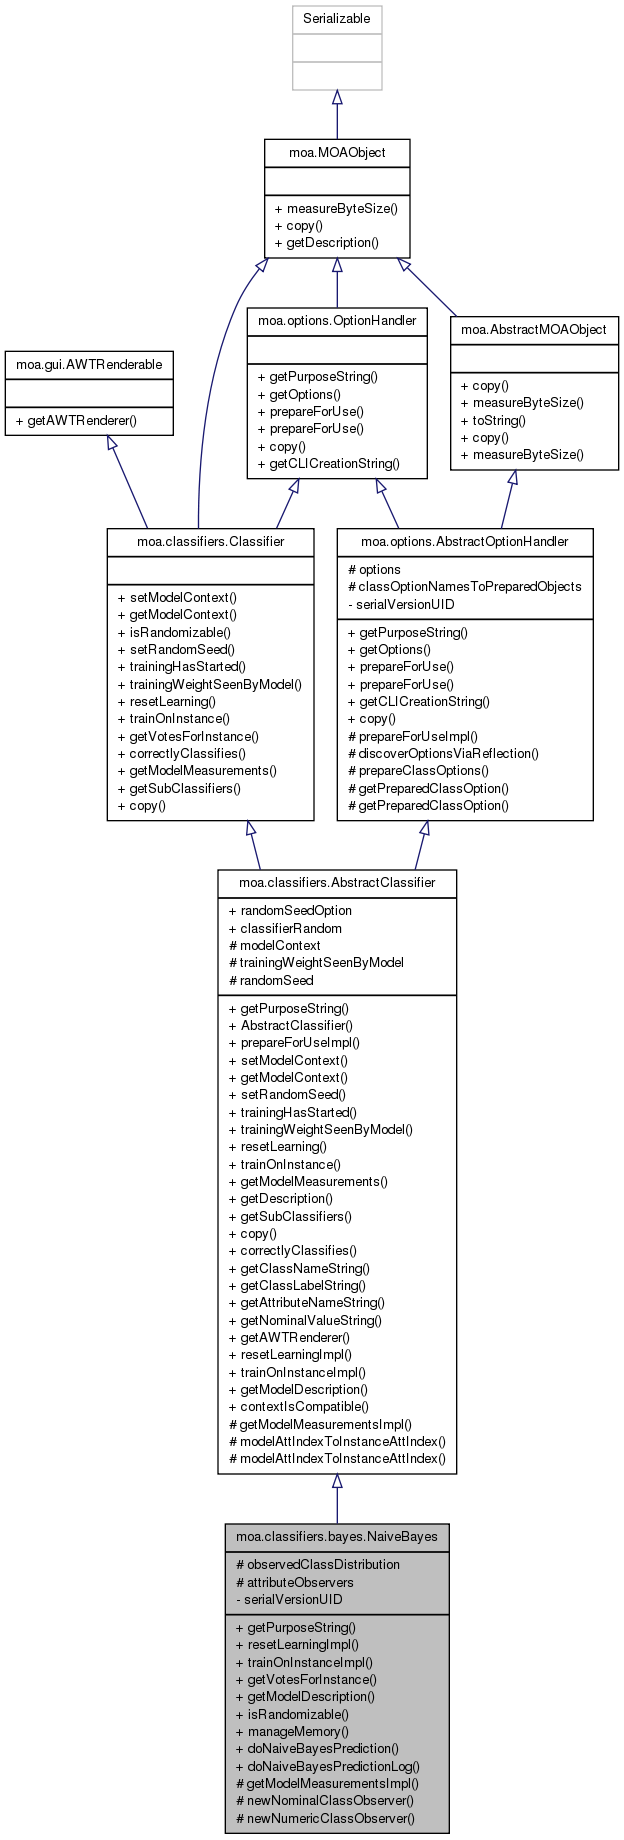 Serializable
moa.MOAObject
+ measureByteSize()
+ copy()
+ getDescription()
moa.options.OptionHandler
+ getPurposeString()
+ getOptions()
+ prepareForUse()
+ prepareForUse()
+ copy()
+ getCLICreationString()
moa.AbstractMOAObject
+ copy()
+ measureByteSize()
+ toString()
+ copy()
+ measureByteSize()
moa.gui.AWTRenderable
+ getAWTRenderer()
moa.classifiers.Classifier
+ setModelContext()
+ getModelContext()
+ isRandomizable()
+ setRandomSeed()
+ trainingHasStarted()
+ trainingWeightSeenByModel()
+ resetLearning()
+ trainOnInstance()
+ getVotesForInstance()
+ correctlyClassifies()
+ getModelMeasurements()
+ getSubClassifiers()
+ copy()
moa.options.AbstractOptionHandler
# options
# classOptionNamesToPreparedObjects
- serialVersionUID
+ getPurposeString()
+ getOptions()
+ prepareForUse()
+ prepareForUse()
+ getCLICreationString()
+ copy()
# prepareForUseImpl()
# discoverOptionsViaReflection()
# prepareClassOptions()
# getPreparedClassOption()
# getPreparedClassOption()
moa.classifiers.AbstractClassifier
+ randomSeedOption
+ classifierRandom
# modelContext
# trainingWeightSeenByModel
# randomSeed
+ getPurposeString()
+ AbstractClassifier()
+ prepareForUseImpl()
+ setModelContext()
+ getModelContext()
+ setRandomSeed()
+ trainingHasStarted()
+ trainingWeightSeenByModel()
+ resetLearning()
+ trainOnInstance()
+ getModelMeasurements()
+ getDescription()
+ getSubClassifiers()
+ copy()
+ correctlyClassifies()
+ getClassNameString()
+ getClassLabelString()
+ getAttributeNameString()
+ getNominalValueString()
+ getAWTRenderer()
+ resetLearningImpl()
+ trainOnInstanceImpl()
+ getModelDescription()
+ contextIsCompatible()
# getModelMeasurementsImpl()
# modelAttIndexToInstanceAttIndex()
# modelAttIndexToInstanceAttIndex()
moa.classifiers.bayes.NaiveBayes
# observedClassDistribution
# attributeObservers
- serialVersionUID
+ getPurposeString()
+ resetLearningImpl()
+ trainOnInstanceImpl()
+ getVotesForInstance()
+ getModelDescription()
+ isRandomizable()
+ manageMemory()
+ doNaiveBayesPrediction()
+ doNaiveBayesPredictionLog()
# getModelMeasurementsImpl()
# newNominalClassObserver()
# newNumericClassObserver()